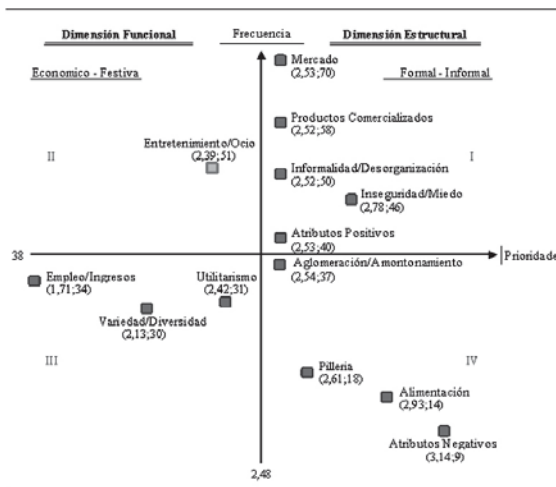 Dimensión Funcional
Frecuencia
Dimensión Estructural
Economico - Festiva
Mercado
(2,53;70)
Formal - Informal
Productos Comercializados
(2,52;58)
Entretenimiento/Ocio
(2,39;51)
II
I
Informalidad/Desorganización
(2,52;50)
Inseguridad/Miedo
(2,78;46)
Atributos Positivos
(2,53;40)
38
Prioridade
Aglomeración/Amontonamiento
(2,54;37)
Empleo/Ingresos
(1,71;34)
Utilitarismo
(2,42;31)
Variedad/Diversidad
(2,13;30)
III
IV
Pilleria
(2,61;18)
Alimentación
(2,93;14)
Atributos Negativos
(3,14;9)
2,48